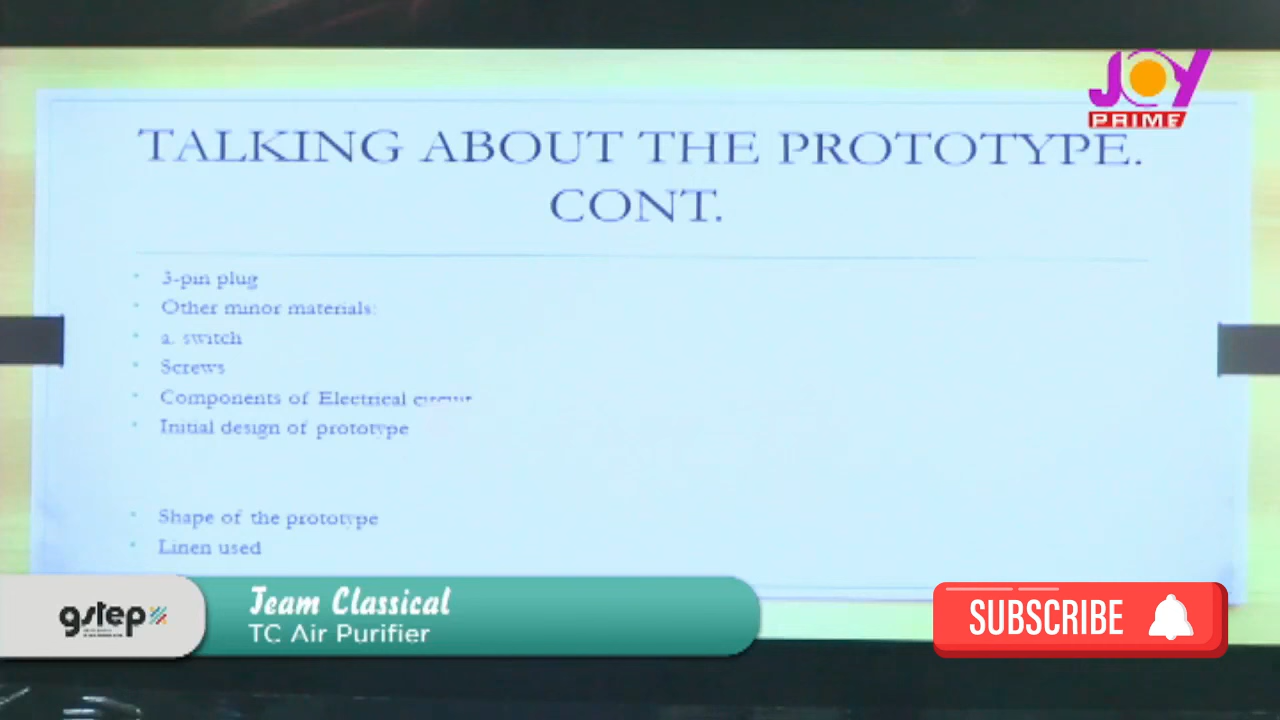 JOY
PRIME
TALKING ABOUT THE PROTOTYPE.
CONT.
3-pin plug
Other minor materials:
a. switch
Screws
Components of Electrical circuit
Initial design of prototype
Shape of the prototype
Linen used
gstep
Team Classical
TC Air Purifier
SUBSCRIBE